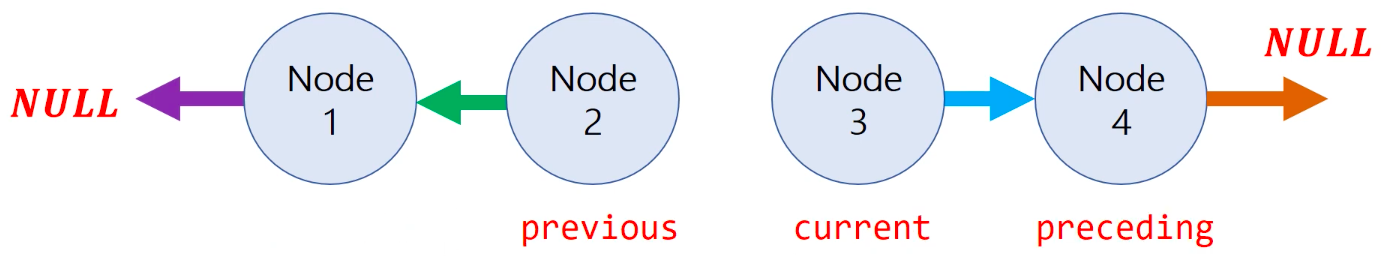 NULL
Node
1
Node
2
Node
3
Node
4
NULL
previous
current
preceding